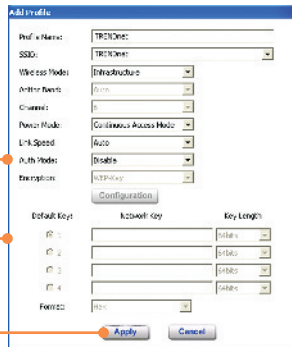 Add Profile
Profile Name: TRENDnet
SSID: TRENDnet
Wireless Mode: Infrastructure
Channel: 6
Power Mode: Continuous Access Mode
Link Speed: Auto
Auth Mode: Disable
Encryption: WEP-Key
Configuration
Default Key: Network Key Key Length
1 64bits
2 64bits
3 64bits
4 64bits
Format: Hex
Apply Cancel